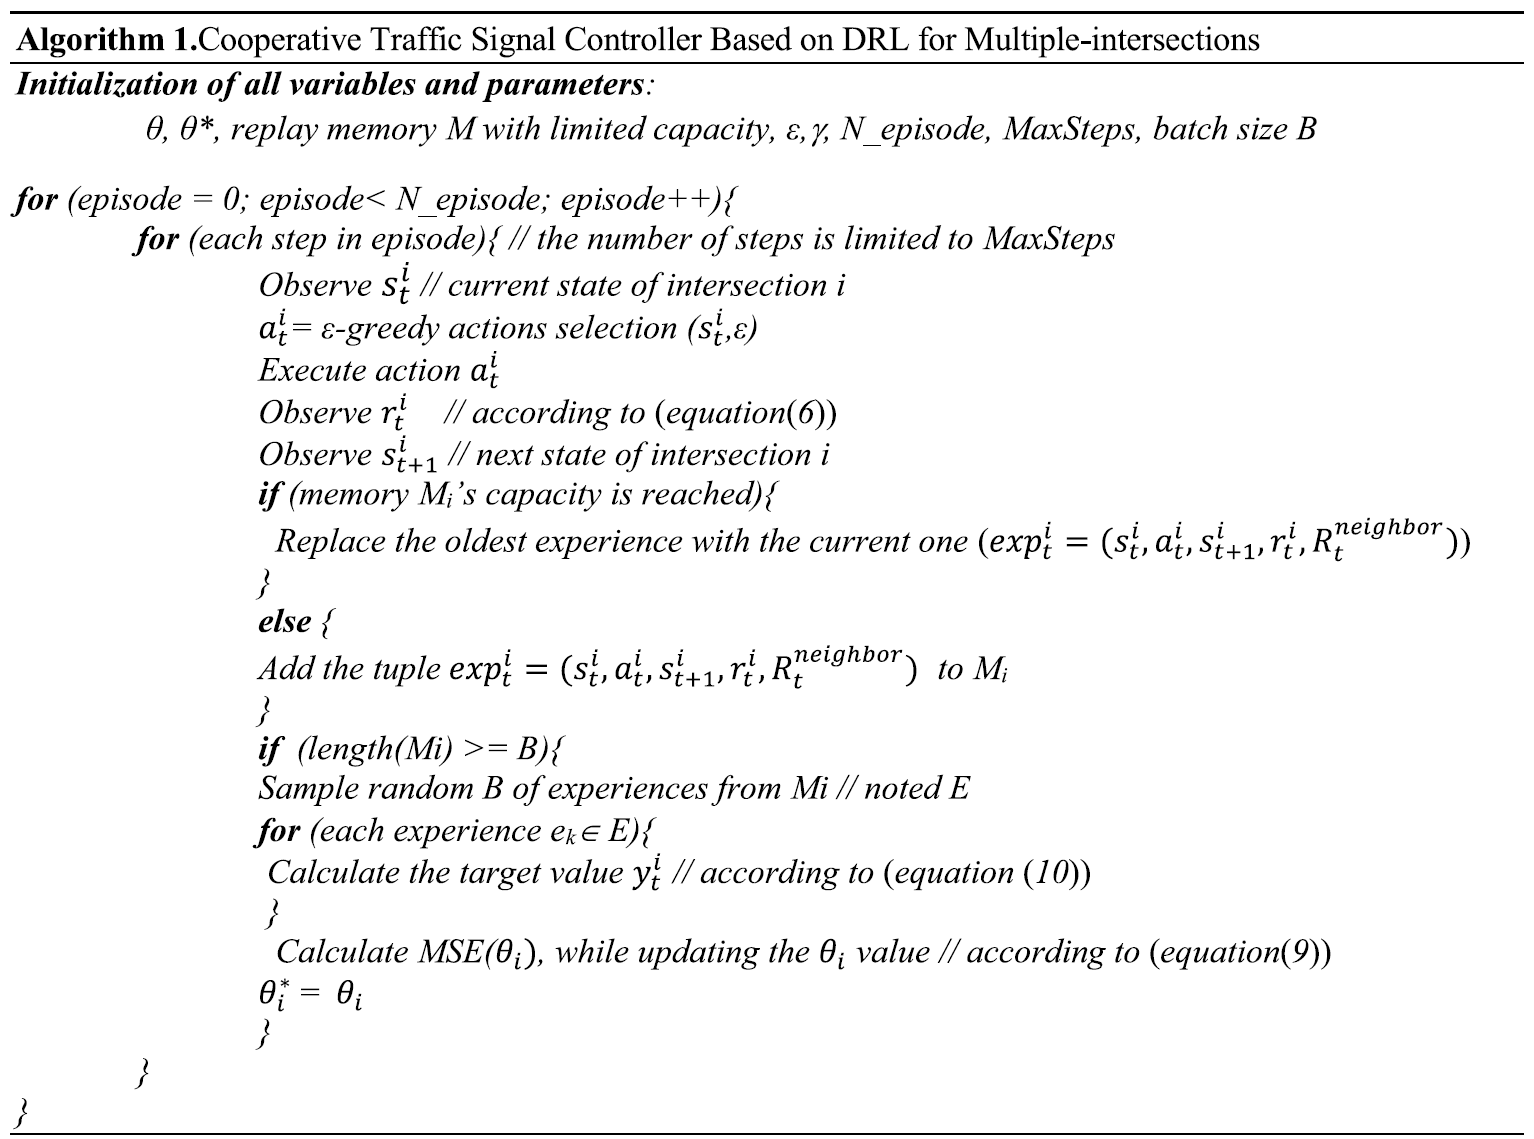 Algorithm 1.Cooperative Traffic Signal Controller Based on DRL for Multiple-intersections
Initialization of all variables and parameters:
θ, θ*, replay memory M with limited capacity, ε,γ, N_episode, MaxSteps, batch size B
for (episode = 0; episode< N_episode; episode++){
for (each step in episode){ // the number of steps is limited to MaxSteps
Observe s_t^i // current state of intersection i
a_t^i= ε-greedy actions selection (s_t^i,ε)
Execute action a_t^i
Observe r_t^i // according to (equation(6))
Observe s_{t+1}^i // next state of intersection i
if (memory M_i's capacity is reached){
Replace the oldest experience with the current one (exp_t^i = (s_t^i, a_t^i, s_{t+1}^i, r_t^i, R_t^{neighbor}))
}
else {
Add the tuple exp_t^i = (s_t^i, a_t^i, s_{t+1}^i, r_t^i, R_t^{neighbor}) to M_i
}
if (length(Mi) >= B){
Sample random B of experiences from Mi // noted E
for (each experience e_k∈ E){
Calculate the target value y_t^i // according to (equation (10))
}
Calculate MSE(θ_i), while updating the θ_i value // according to (equation(9))
θ_i^* = θ_i
}
}
}